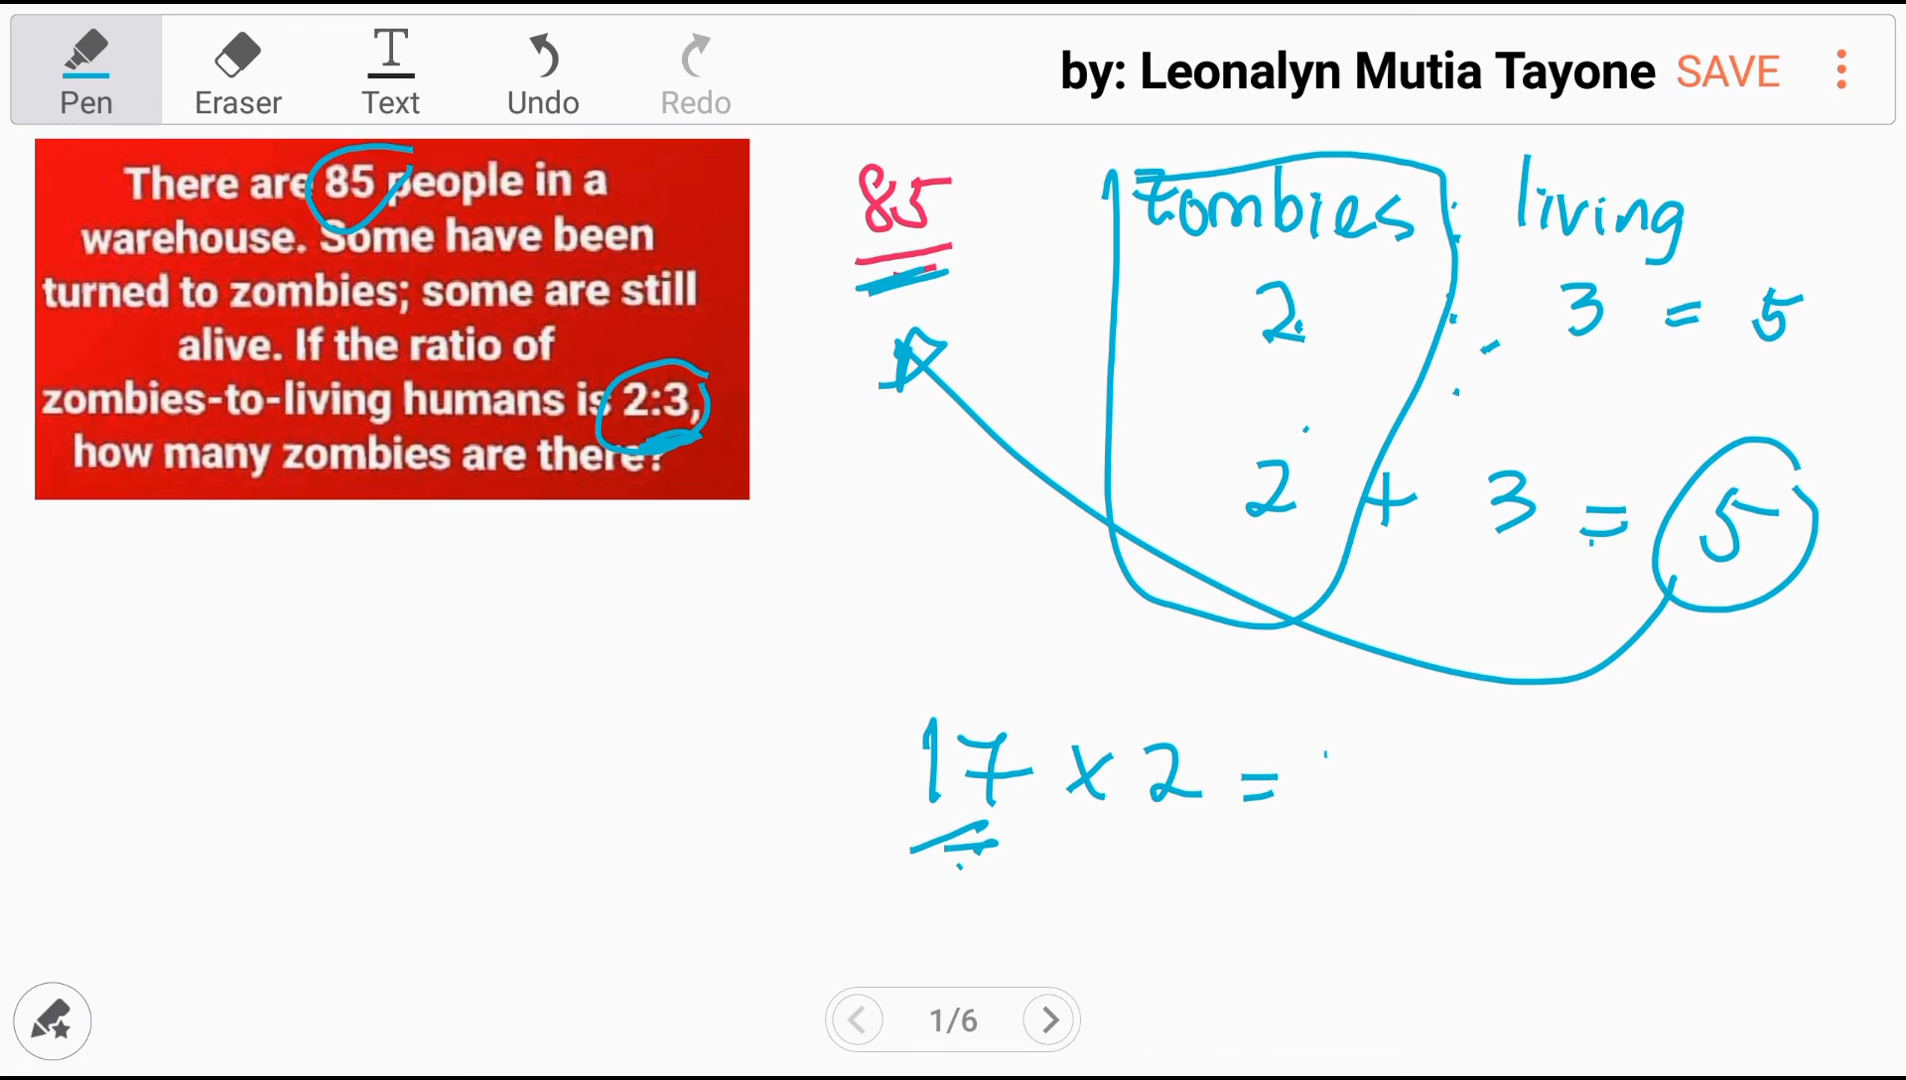 Pen
Eraser
Text
Undo
Redo
by: Leonalyn Mutia Tayone
SAVE
There are 85 people in a
warehouse. Some have been
turned to zombies; some are still
alive. If the ratio of
zombies-to-living humans is 2:3,
how many zombies are there?
85
zombies : living
2 : 3 = 5
2 + 3 = 5
17 x 2 =
1/6